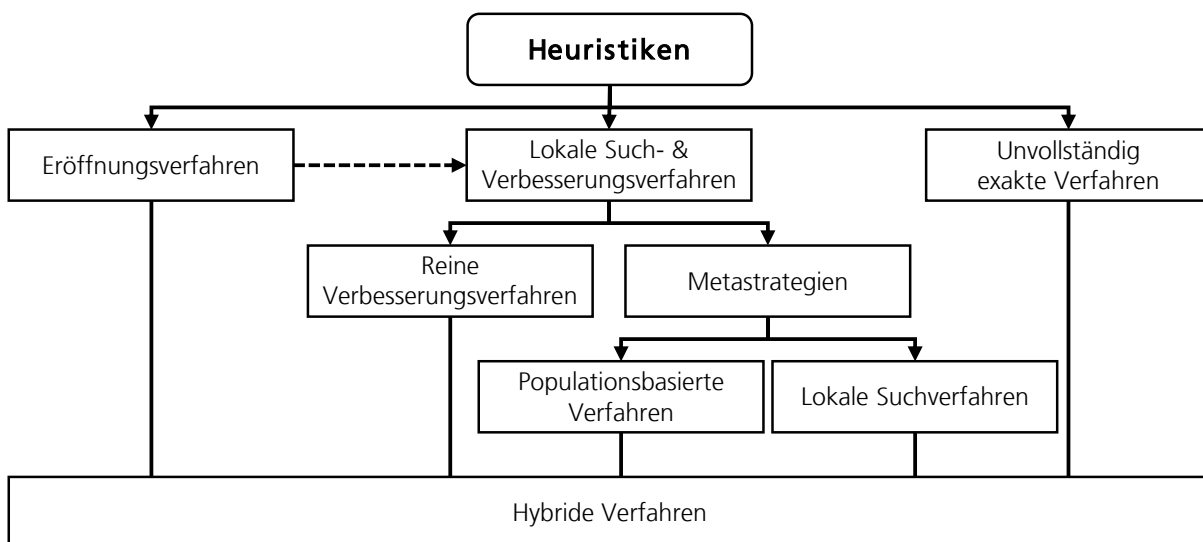 Heuristiken
Eröffnungsverfahren
Lokale Such- &
Verbesserungsverfahren
Unvollständig
exakte Verfahren
Reine
Verbesserungsverfahren
Metastrategien
Populationsbasierte
Verfahren
Lokale Suchverfahren
Hybride Verfahren